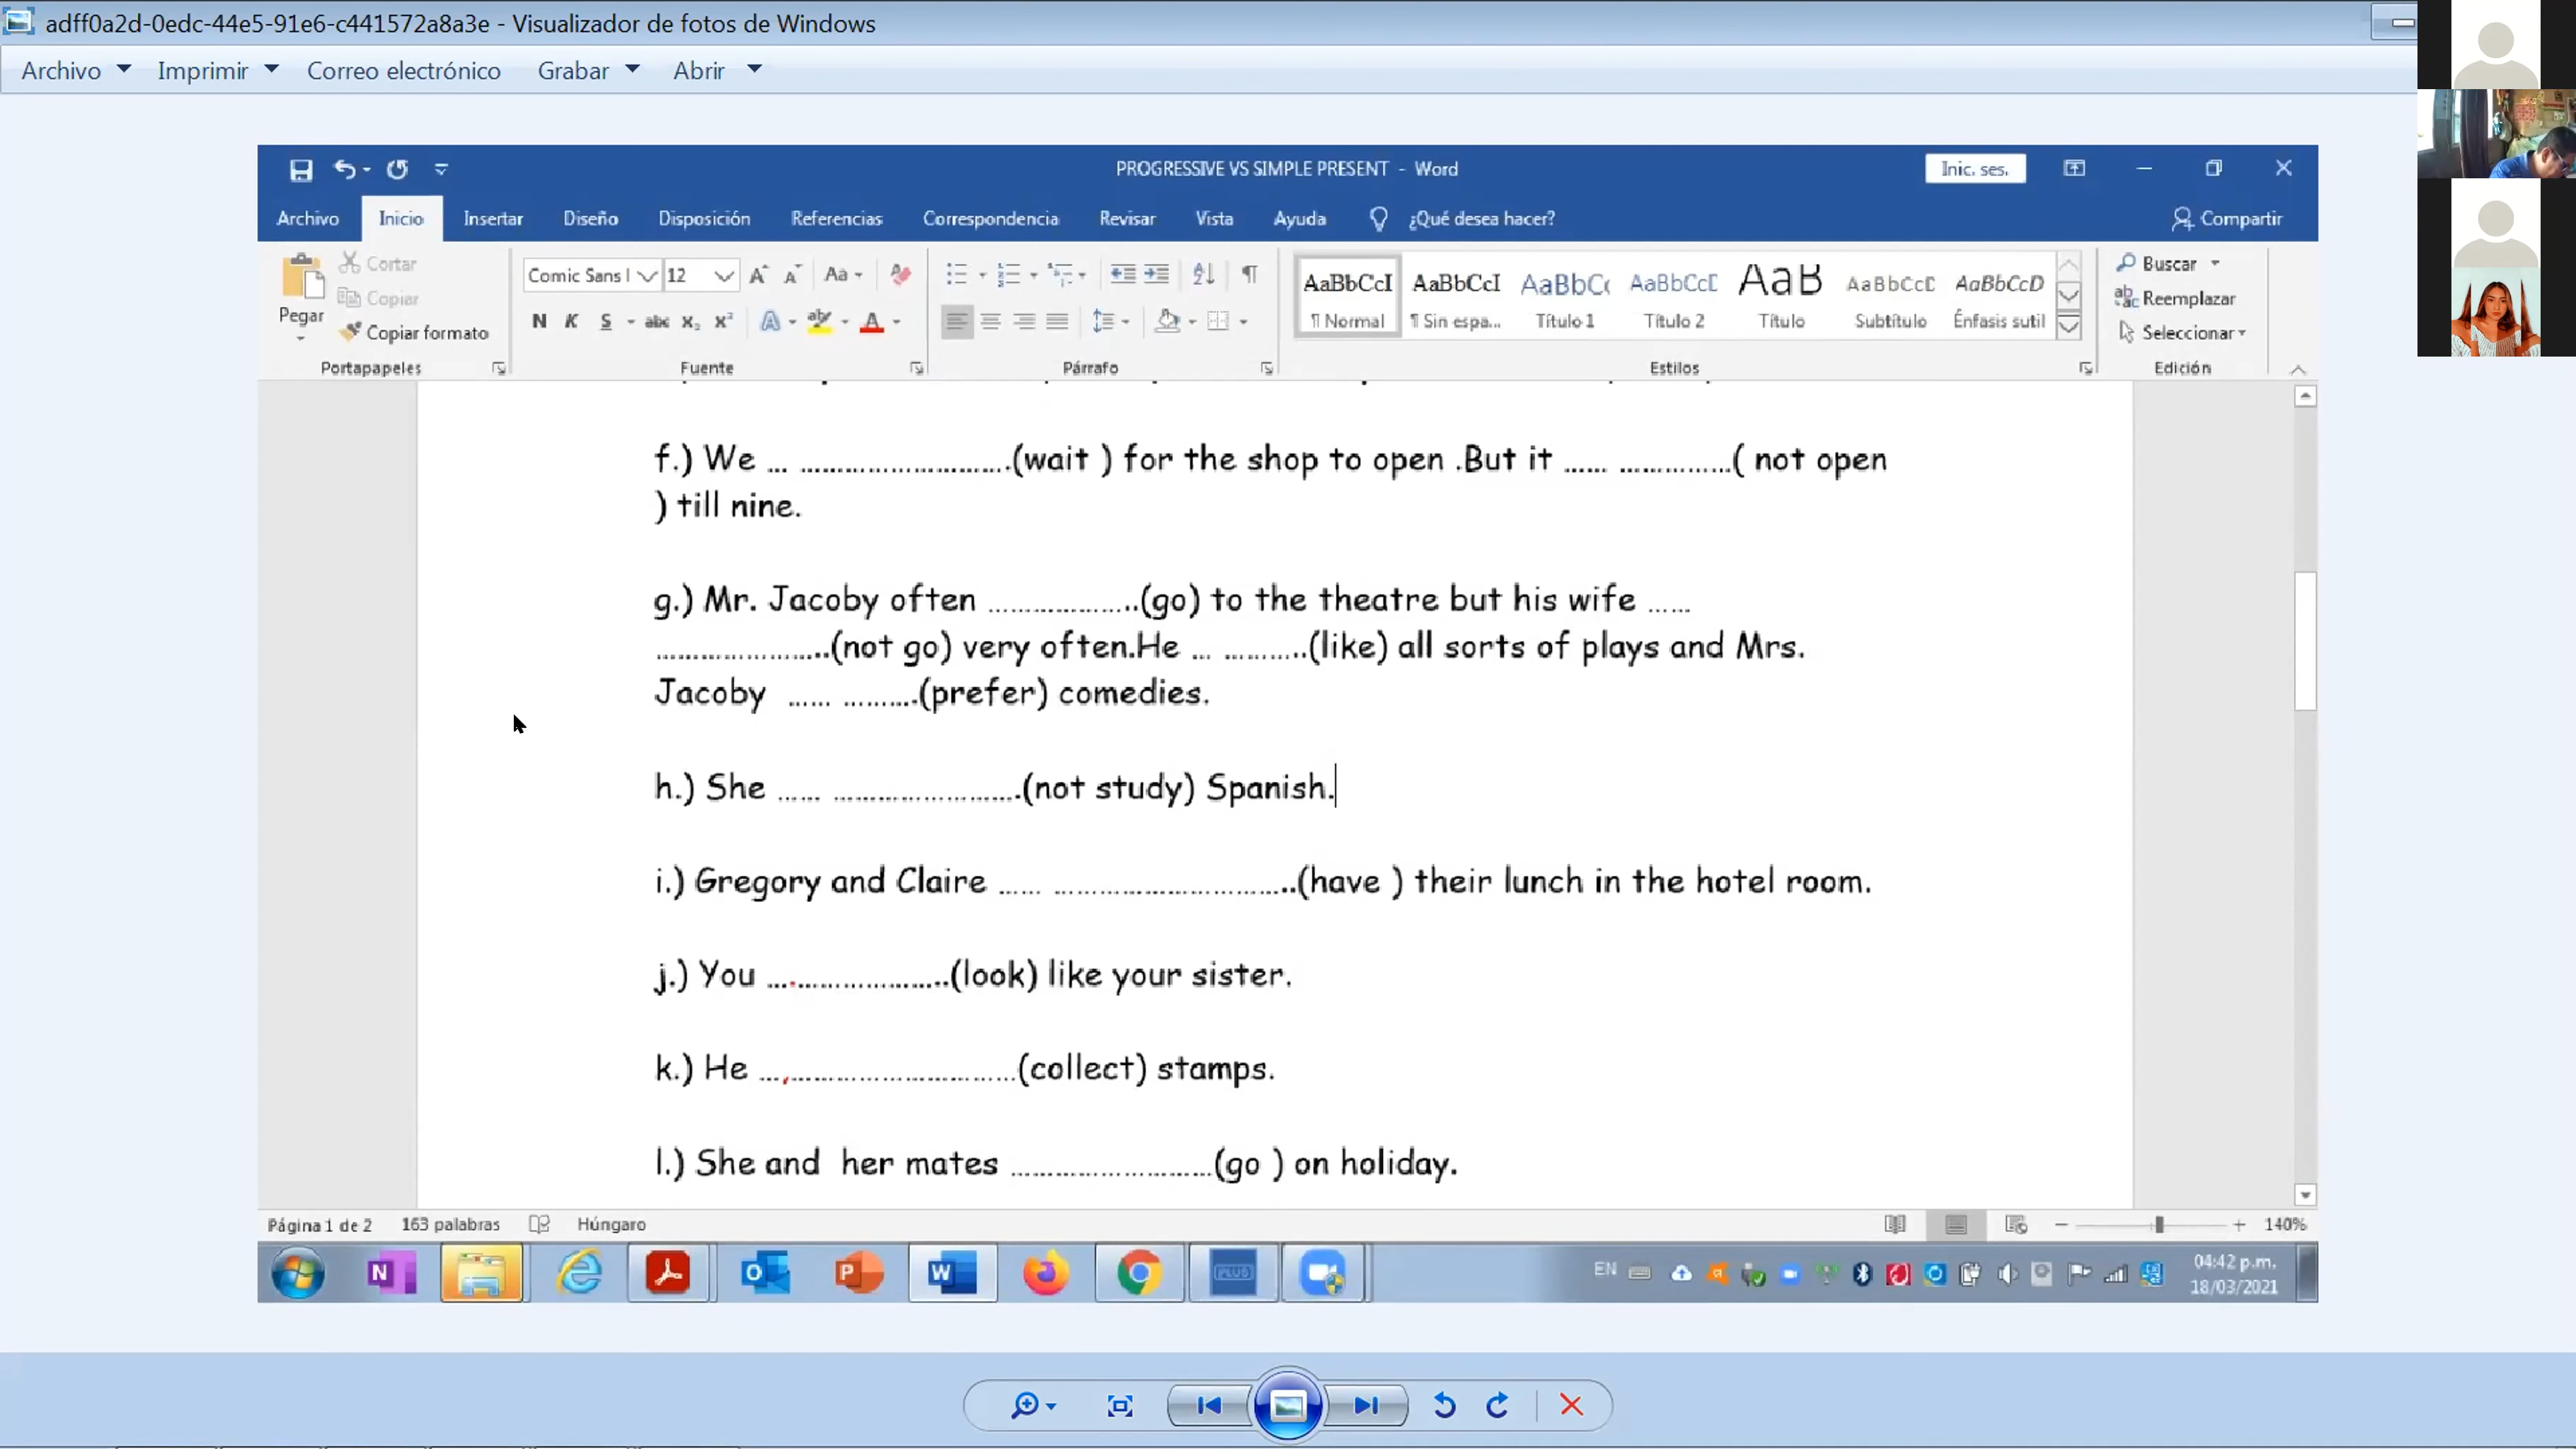 adff0a2d-0edc-44e5-91e6-c441572a8a3e - Visualizador de fotos de Windows
Archivo Imprimir Correo electrónico Grabar Abrir
PROGRESSIVE VS SIMPLE PRESENT - Word Inic. ses.
Archivo Inicio Insertar Diseño Disposición Referencias Correspondencia Revisar Vista Ayuda ¿Qué desea hacer? Compartir
Pegar
Cortar
Copiar
Copiar formato
Portapapeles
Comic Sans 12
N K S abc X₂ X²
Fuente
Párrafo
AaBbCcI AaBbCcI AaBbC AaBbCcD AaB AaBbCcD AaBbCcD
¶ Normal ¶ Sin espa... Título 1 Título 2 Título Subtítulo Énfasis sutil
Estilos
Buscar
Reemplazar
Seleccionar
Edición
f.) We ... ............................(wait ) for the shop to open .But it ...... ...............( not open
) till nine.
g.) Mr. Jacoby often ....................(go) to the theatre but his wife ......
.......................(not go) very often.He ... ...........(like) all sorts of plays and Mrs.
Jacoby ...... ..........(prefer) comedies.
h.) She ...... .........................(not study) Spanish.
i.) Gregory and Claire ...... ................................(have ) their lunch in the hotel room.
j.) You .........................(look) like your sister.
k.) He ..,...............................(collect) stamps.
l.) She and her mates ...........................(go ) on holiday.
Página 1 de 2 163 palabras Húngaro 140%
EN 04:42 p.m.
18/03/2021